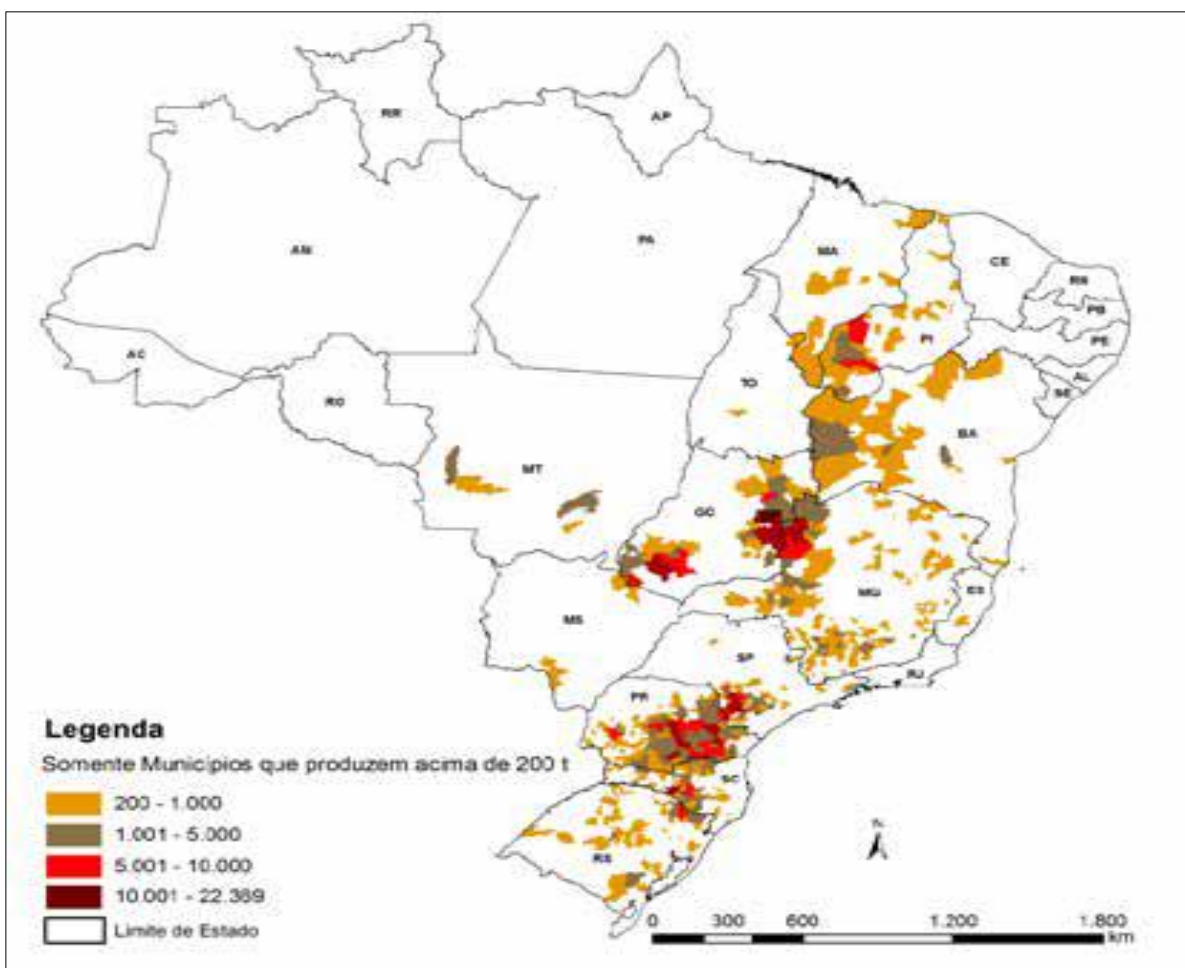 RR
AP
AM
PA
MA
CE
RN
PB
PE
AL
SE
PI
AC
RO
TO
BA
MT
GO
MG
ES
MS
SP
RJ
PR
SC
RS
Legenda
Somente Municípios que produzem acima de 200 t
200 - 1.000
1.001 - 5.000
5.001 - 10.000
10.001 - 22.389
Limite de Estado
N
0 300 600 1.200 1.800
km